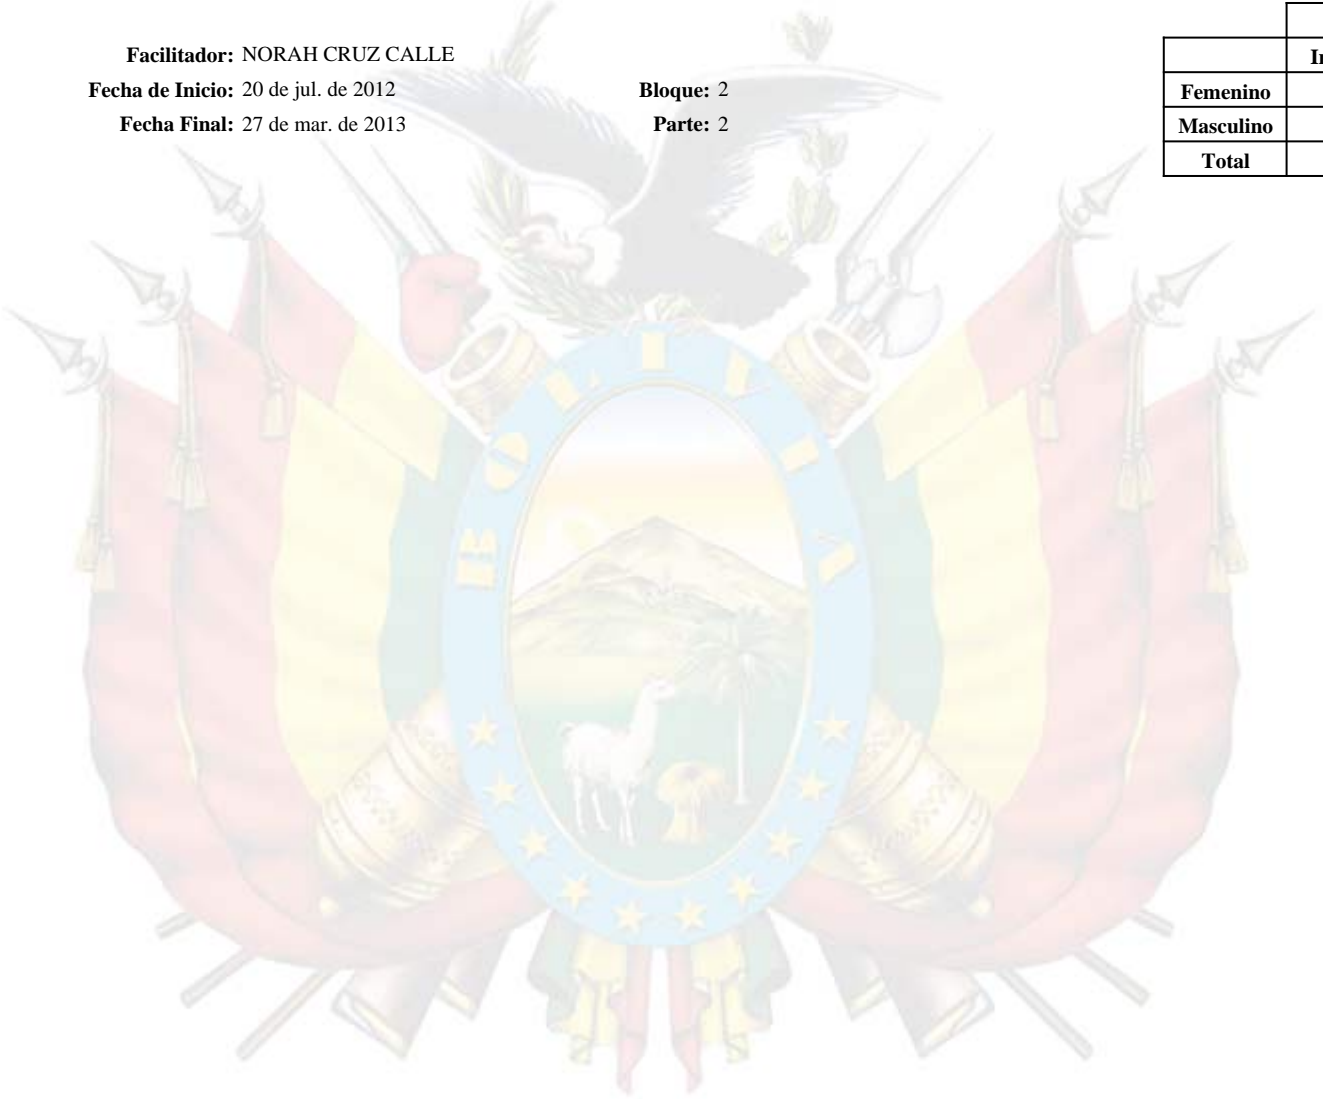 Facilitador: NORAH CRUZ CALLE
Fecha de Inicio: 20 de jul. de 2012 Bloque: 2
Fecha Final: 27 de mar. de 2013 Parte: 2
Femenino
Masculino
Total
BOLIVIA